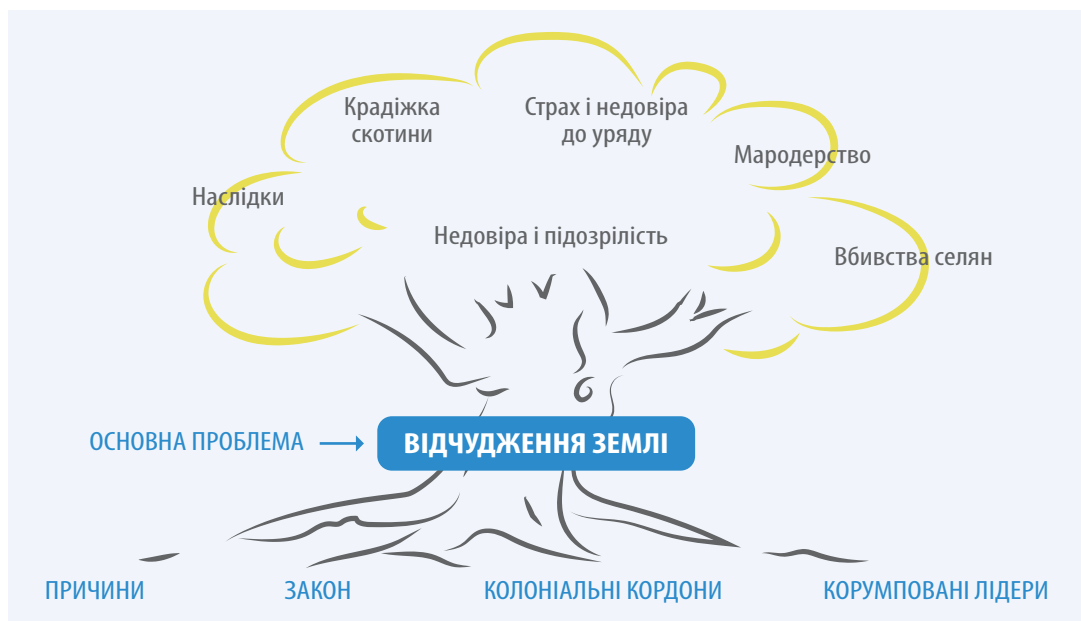 Крадіжка
скотини
Страх і недовіра
до уряду
Мародерство
Наслідки
Недовіра і підозрілість
Вбивства селян
ОСНОВНА ПРОБЛЕМА
ВІДЧУДЖЕННЯ ЗЕМЛІ
ПРИЧИНИ
ЗАКОН
КОЛОНІАЛЬНІ КОРДОНИ
КОРУМПОВАНІ ЛІДЕРИ